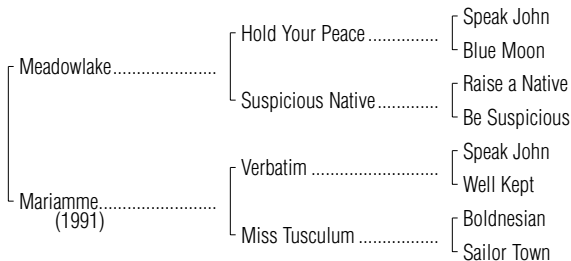 Speak John
Hold Your Peace ...............
Blue Moon
Meadowlake......................
Raise a Native
Suspicious Native.............
Be Suspicious
Speak John
Verbatim ...........................
Well Kept
Mariamme.........................
(1991)
Boldnesian
Miss Tusculum .................
Sailor Town